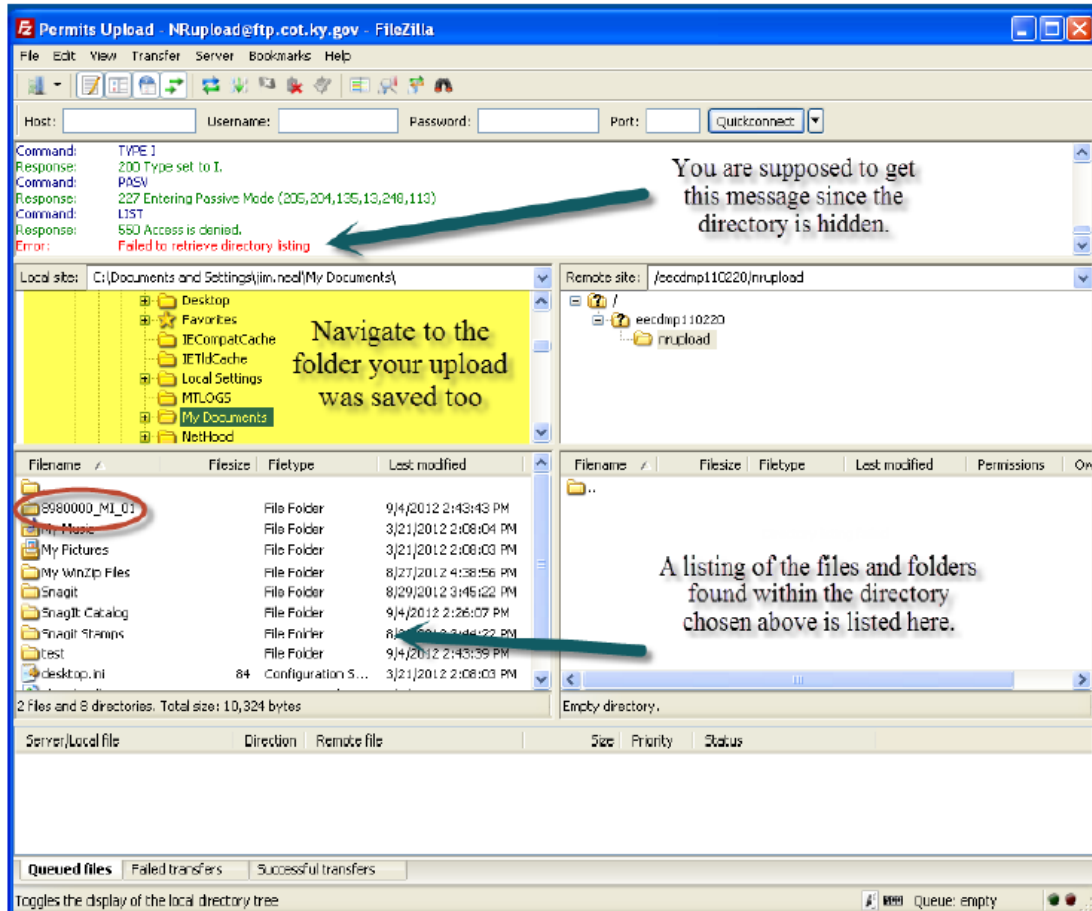 Permits Upload - NRupload@ftp.cot.ky.gov - FileZilla
File Edit View Transfer Server Bookmarks Help
Host: Username: Password: Port: Quickconnect
Command: TYPE I
Response: 200 Type set to I.
Command: PASV
Response: 227 Entering Passive Mode (205,204,135,13,248,113)
Command: LIST
Response: 550 Access is denied.
Error: Failed to retrieve directory listing
You are supposed to get
this message since the
directory is hidden.
Local site: C:\Documents and Settings\jim.neal\My Documents\
Desktop
Favorites
IECompatCache
IETldCache
Local Settings
MTLOGS
My Documents
NetHood
Navigate to the
folder your upload
was saved too
Remote site: /eecdmp110220/nrupload
/
eecdmp110220
nrupload
Filename Filesize Filetype Last modified
..
8980000_MI_01 File Folder 9/4/2012 2:43:43 PM
My Music File Folder 3/21/2012 2:08:04 PM
My Pictures File Folder 3/21/2012 2:08:03 PM
My WinZip Files File Folder 8/27/2012 4:38:56 PM
Snagit File Folder 8/29/2012 3:45:22 PM
SnagIt Catalog File Folder 9/4/2012 2:26:07 PM
Snagit Stamps File Folder PM
test File Folder 9/4/2012 2:43:39 PM
desktop.ini 84 Configuration S... 3/21/2012 2:08:03 PM
2 files and 8 directories. Total size: 10,324 bytes
Filename Filesize Filetype Last modified Permissions Ow
..
A listing of the files and folders
found within the directory
chosen above is listed here.
Empty directory.
Server/Local file Direction Remote file Size Priority Status
Queued files Failed transfers Successful transfers
Toggles the display of the local directory tree
Queue: empty